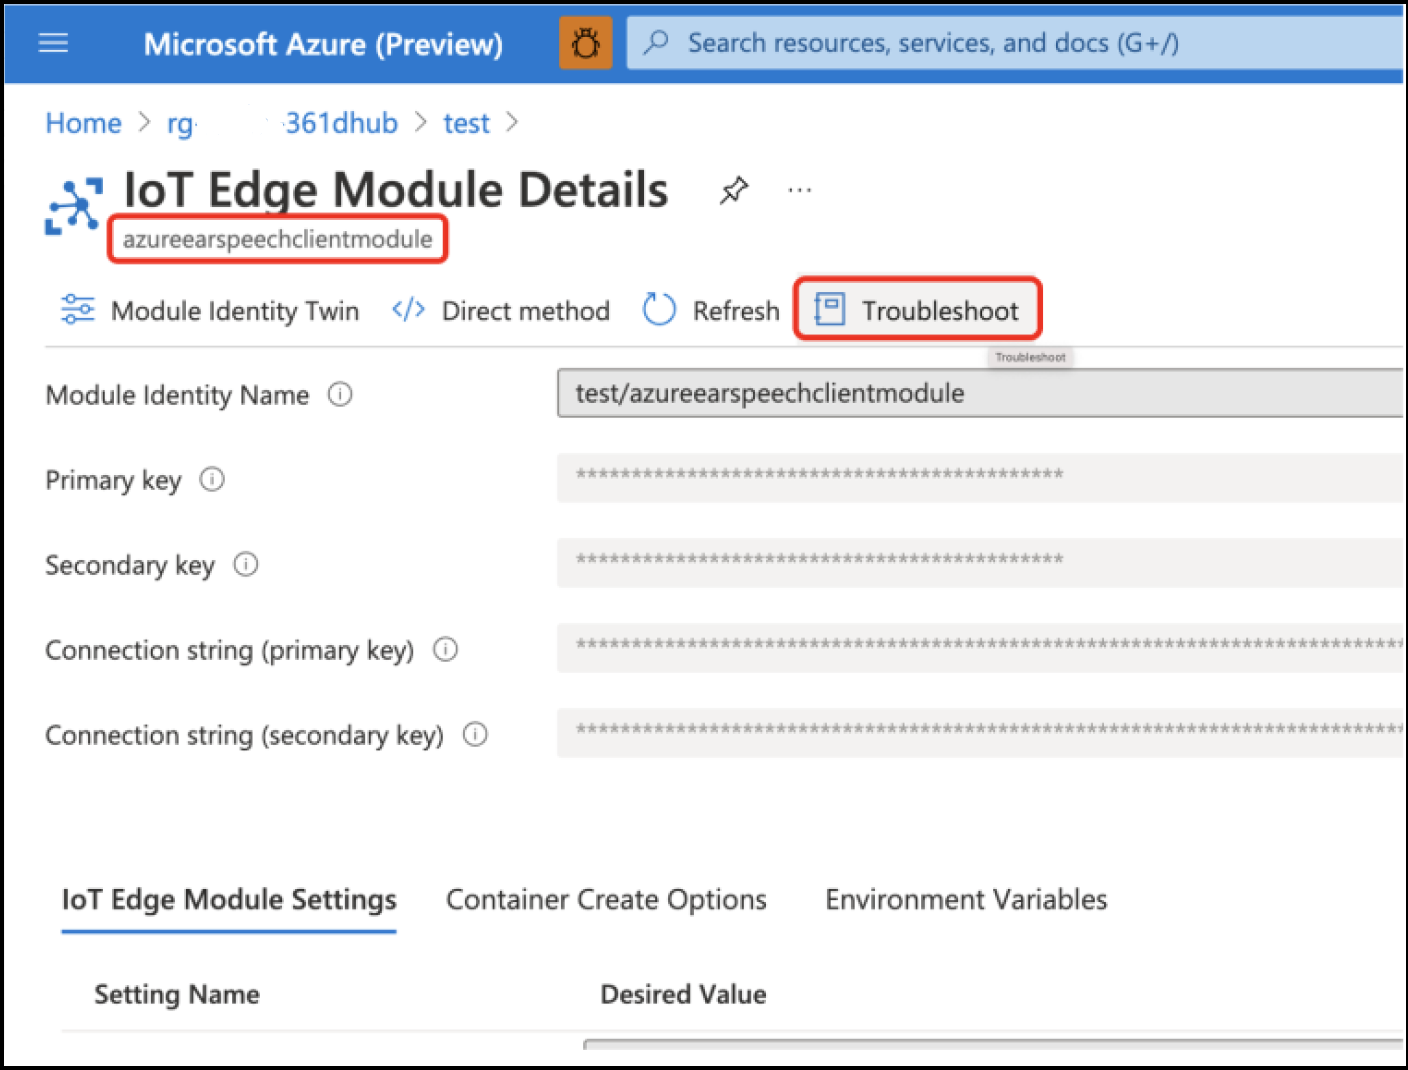 Microsoft Azure (Preview) Search resources, services, and docs (G+/)
Home > rg- -361dhub > test >
IoT Edge Module Details ...
azureearspeechclientmodule
Module Identity Twin </> Direct method Refresh Troubleshoot
Troubleshoot
Module Identity Name test/azureearspeechclientmodule
Primary key ********************************************
Secondary key ********************************************
Connection string (primary key) ***************************************************************************
Connection string (secondary key) ***************************************************************************
IoT Edge Module Settings Container Create Options Environment Variables
Setting Name Desired Value